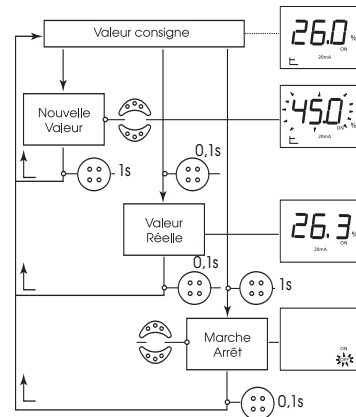 Valeur consigne
26.0 %
ON
20mA
Nouvelle
Valeur
45.0 %
ON
20mA
1s
0,1s
Valeur
Réelle
26.3 %
ON
20mA
0,1s
1s
Marche
Arrêt
ON
OFF
0,1s